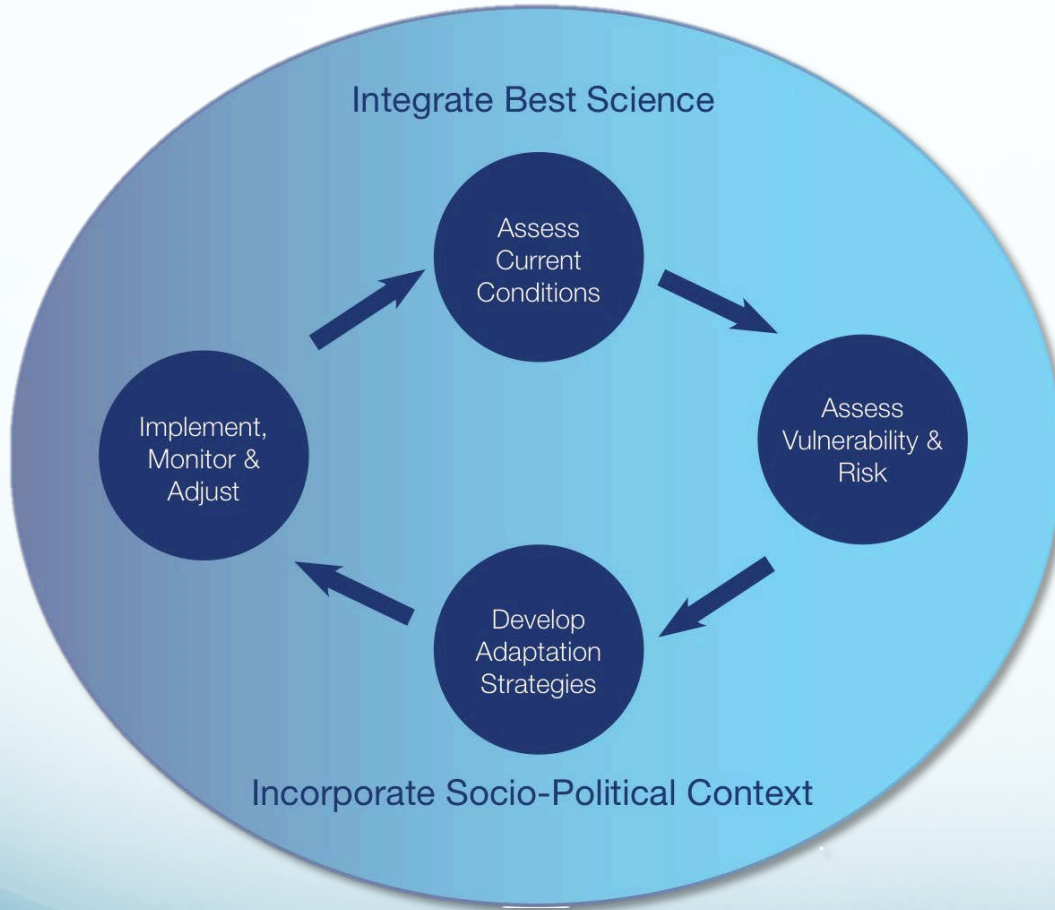 Integrate Best Science
Assess
Current
Conditions
Assess
Vulnerability &
Risk
Implement,
Monitor &
Adjust
Develop
Adaptation
Strategies
Incorporate Socio-Political Context